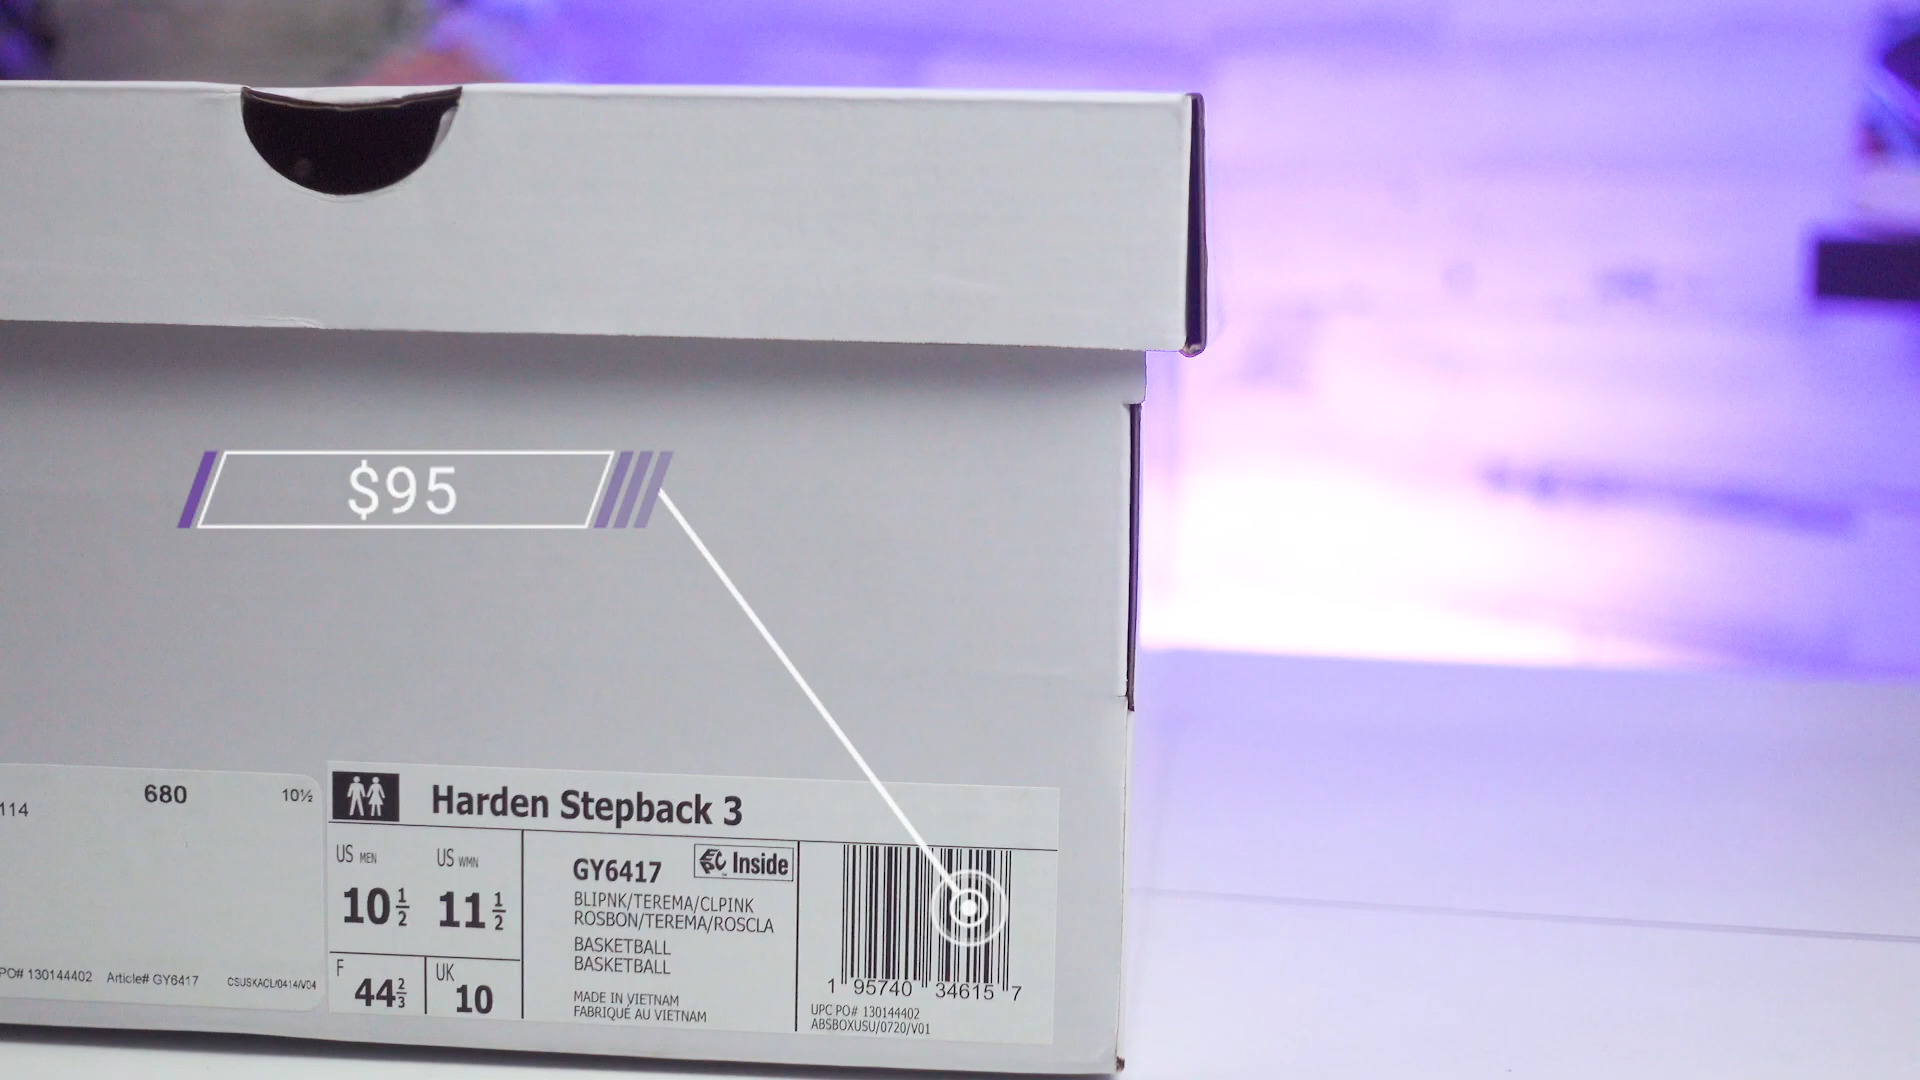 $95
114
680
10½
PO# 130144402 Article# GY6417 CSUSKACL/0414/V04
Harden Stepback 3
US MEN
10 1/2
US WMN
11 1/2
F
44 2/3
UK
10
GY6417
Inside
BLIPNK/TEREMA/CLPINK
ROSBON/TEREMA/ROSCLA
BASKETBALL
BASKETBALL
MADE IN VIETNAM
FABRIQUÉ AU VIETNAM
1 95740 34615 7
UPC PO# 130144402
ABSBOXUSU/0720/V01